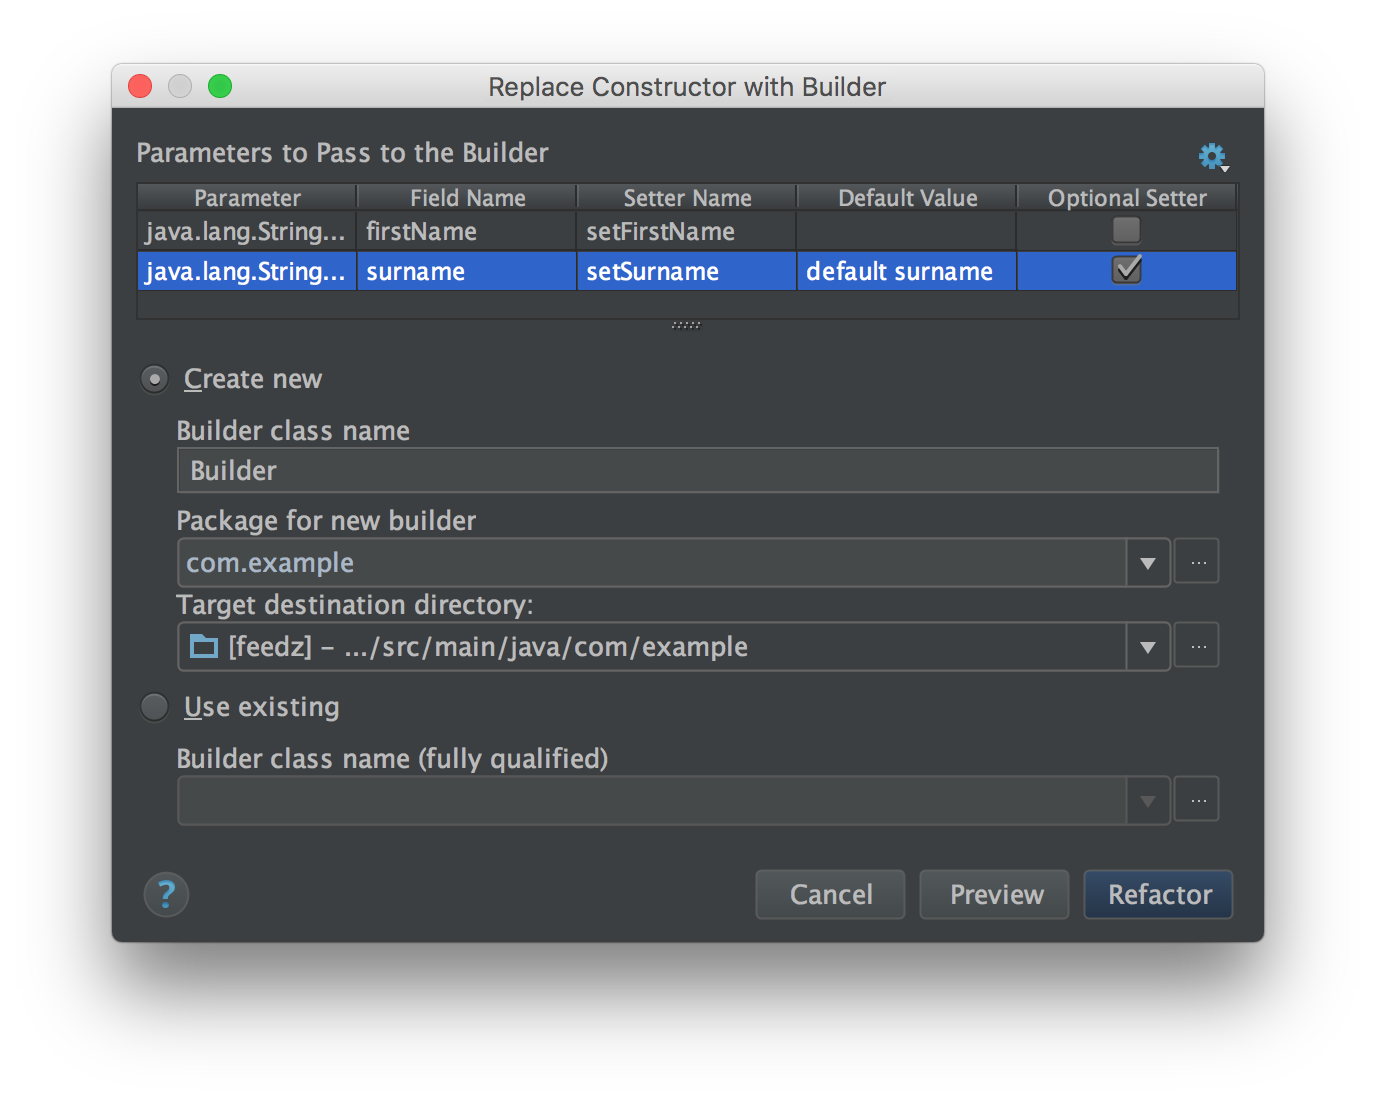 Replace Constructor with Builder
Parameters to Pass to the Builder
Parameter Field Name Setter Name Default Value Optional Setter
java.lang.String... firstName setFirstName
java.lang.String... surname setSurname default surname
Create new
Builder class name
Builder
Package for new builder
com.example
...
Target destination directory:
[feedz] – .../src/main/java/com/example
...
Use existing
Builder class name (fully qualified)
...
? Cancel Preview Refactor